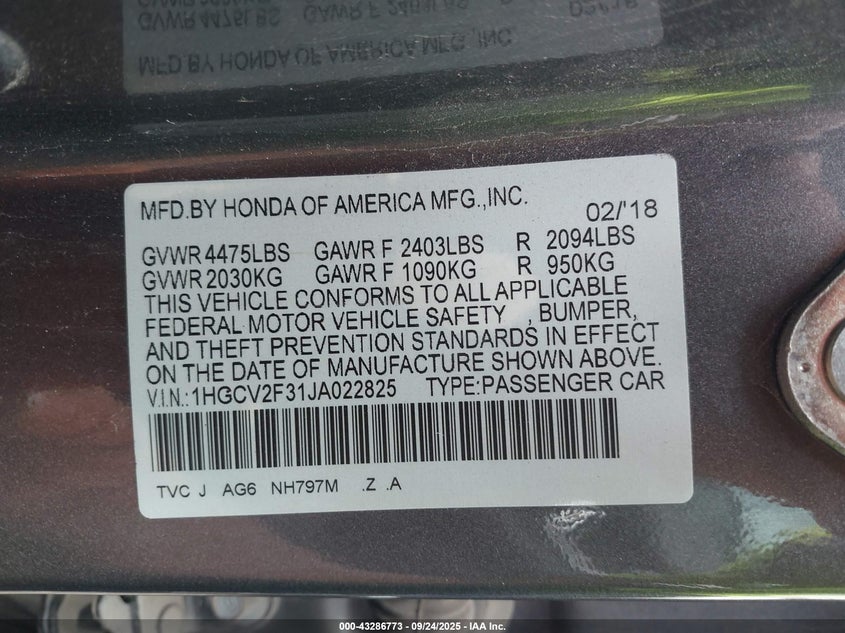 MFD.BY HONDA OF AMERICA MFG.,INC.
02/'18
GVWR 4475LBS GAWR F 2403LBS R 2094LBS
GVWR 2030KG GAWR F 1090KG R 950KG
THIS VEHICLE CONFORMS TO ALL APPLICABLE
FEDERAL MOTOR VEHICLE SAFETY , BUMPER,
AND THEFT PREVENTION STANDARDS IN EFFECT
ON THE DATE OF MANUFACTURE SHOWN ABOVE.
V.I.N.:1HGCV2F31JA022825 TYPE:PASSENGER CAR
TVC J AG6 NH797M .Z .A
000-43286773 - 09/24/2025 - IAA Inc.